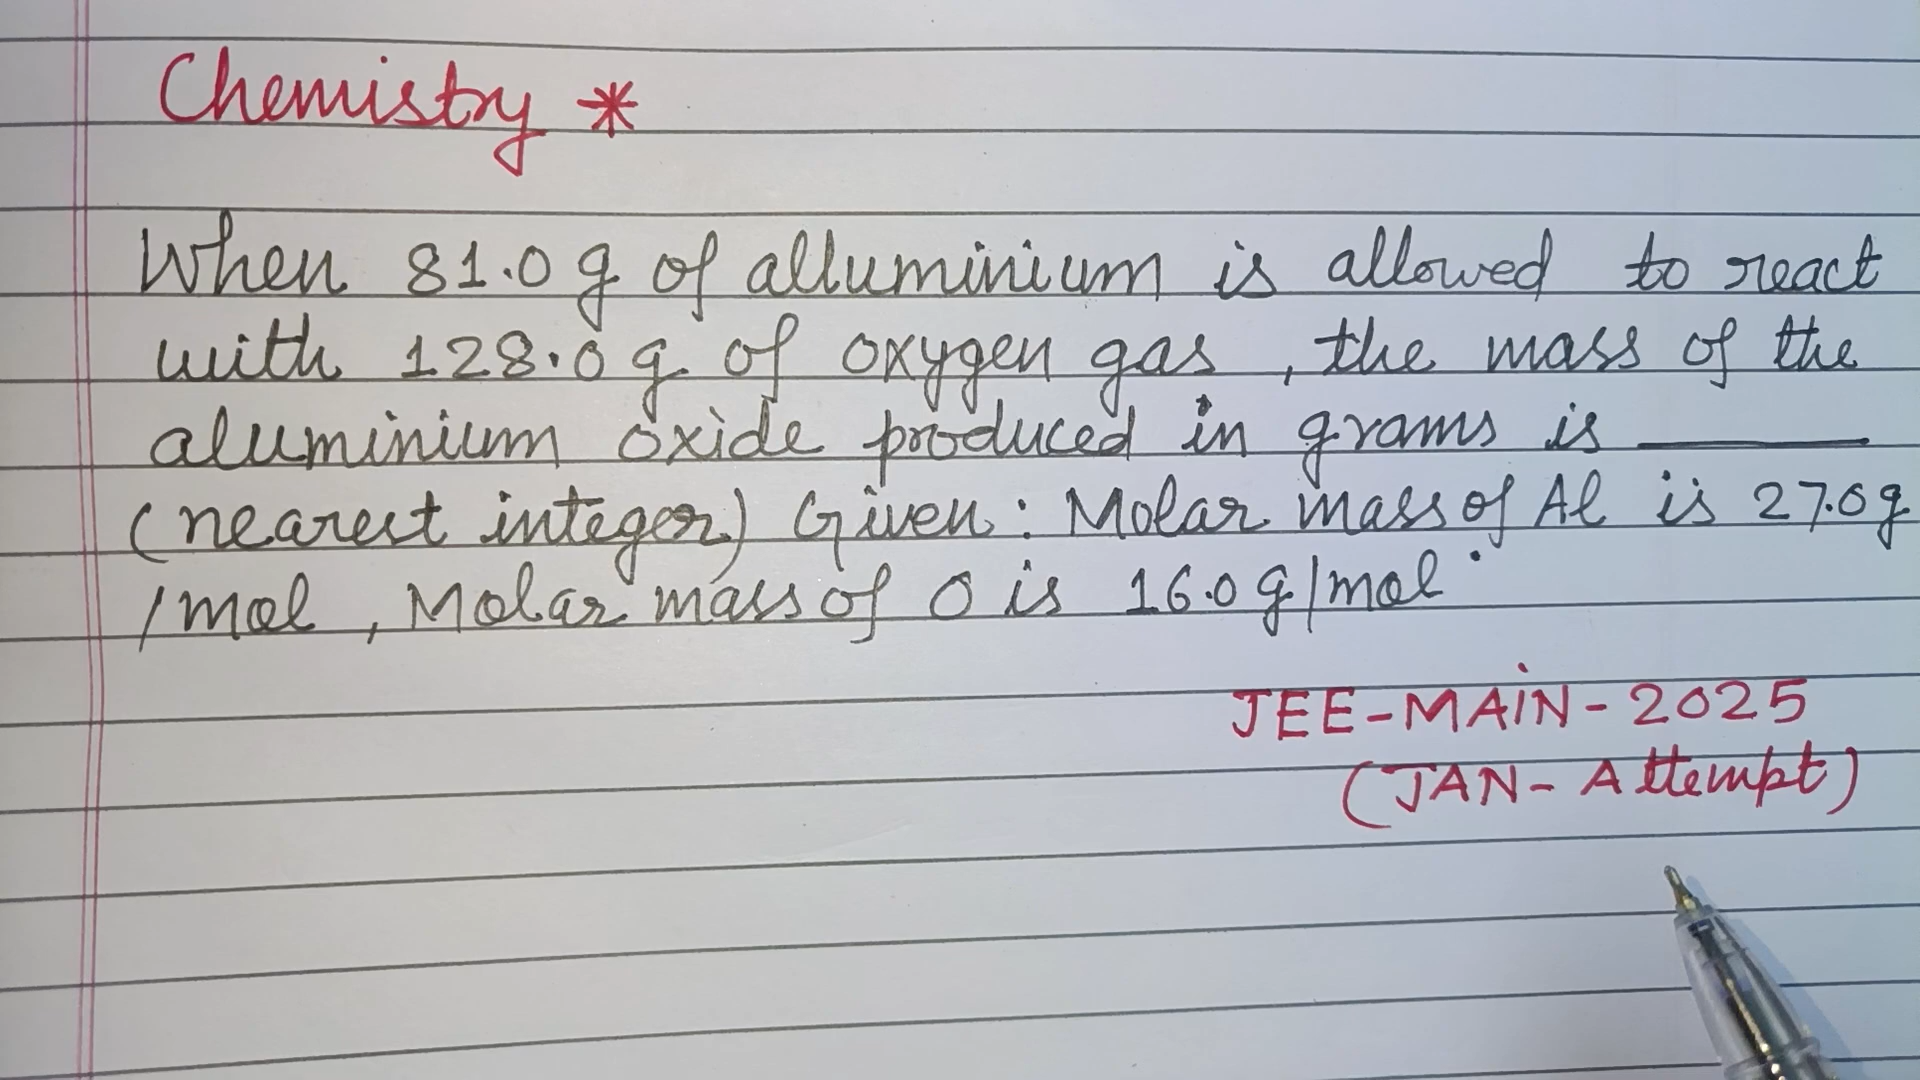 Chemistry *
When 81.0 g of alluminium is allowed to react
with 128.0 g of oxygen gas, the mass of the
aluminium oxide produced in grams is ______
(nearest integer) Given : Molar mass of Al is 27.0 g
/mol, Molar mass of O is 16.0 g/mol.
JEE-MAIN-2025
(JAN-Attempt)